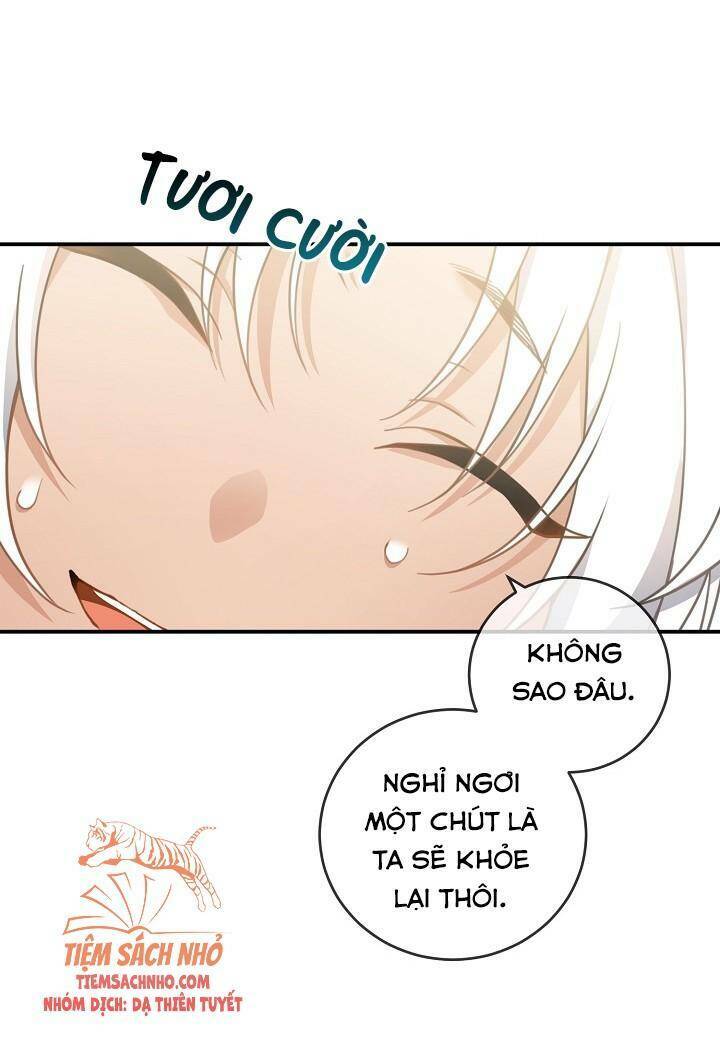 TƯƠI CƯỜI
KHÔNG
SAO ĐÂU.
NGHỈ NGƠI
MỘT CHÚT LÀ
TA SẼ KHỎE
LẠI THÔI.
TIỆM SÁCH NHỎ
TIEMSACHNHO.COM
NHÓM DỊCH: DẠ THIÊN TUYẾT